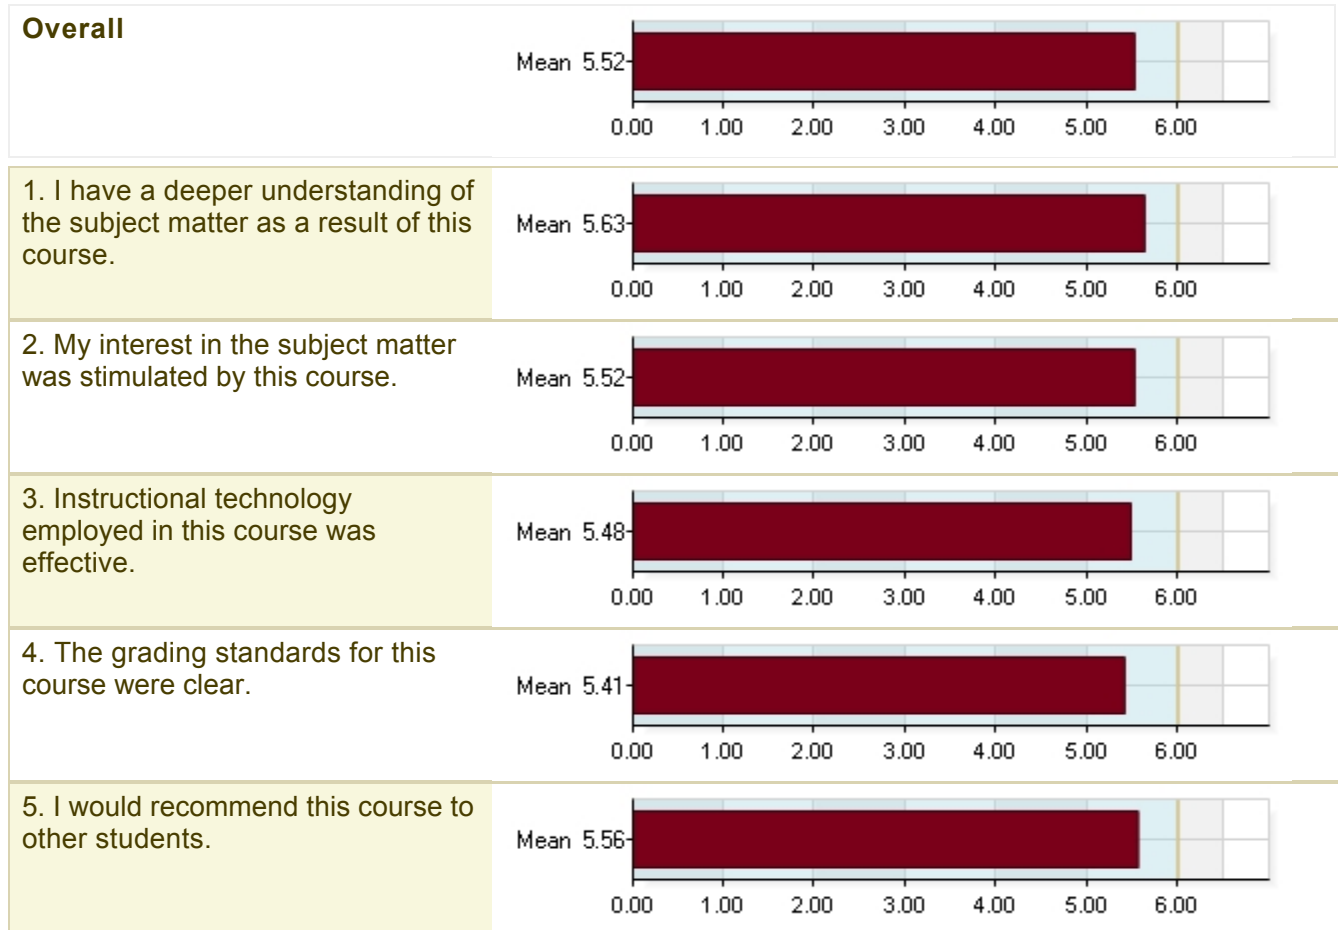 Overall
Mean 5.52
0.00 1.00 2.00 3.00 4.00 5.00 6.00
1. I have a deeper understanding of
the subject matter as a result of this
course.
Mean 5.63
0.00 1.00 2.00 3.00 4.00 5.00 6.00
2. My interest in the subject matter
was stimulated by this course.
Mean 5.52
0.00 1.00 2.00 3.00 4.00 5.00 6.00
3. Instructional technology
employed in this course was
effective.
Mean 5.48
0.00 1.00 2.00 3.00 4.00 5.00 6.00
4. The grading standards for this
course were clear.
Mean 5.41
0.00 1.00 2.00 3.00 4.00 5.00 6.00
5. I would recommend this course to
other students.
Mean 5.56
0.00 1.00 2.00 3.00 4.00 5.00 6.00